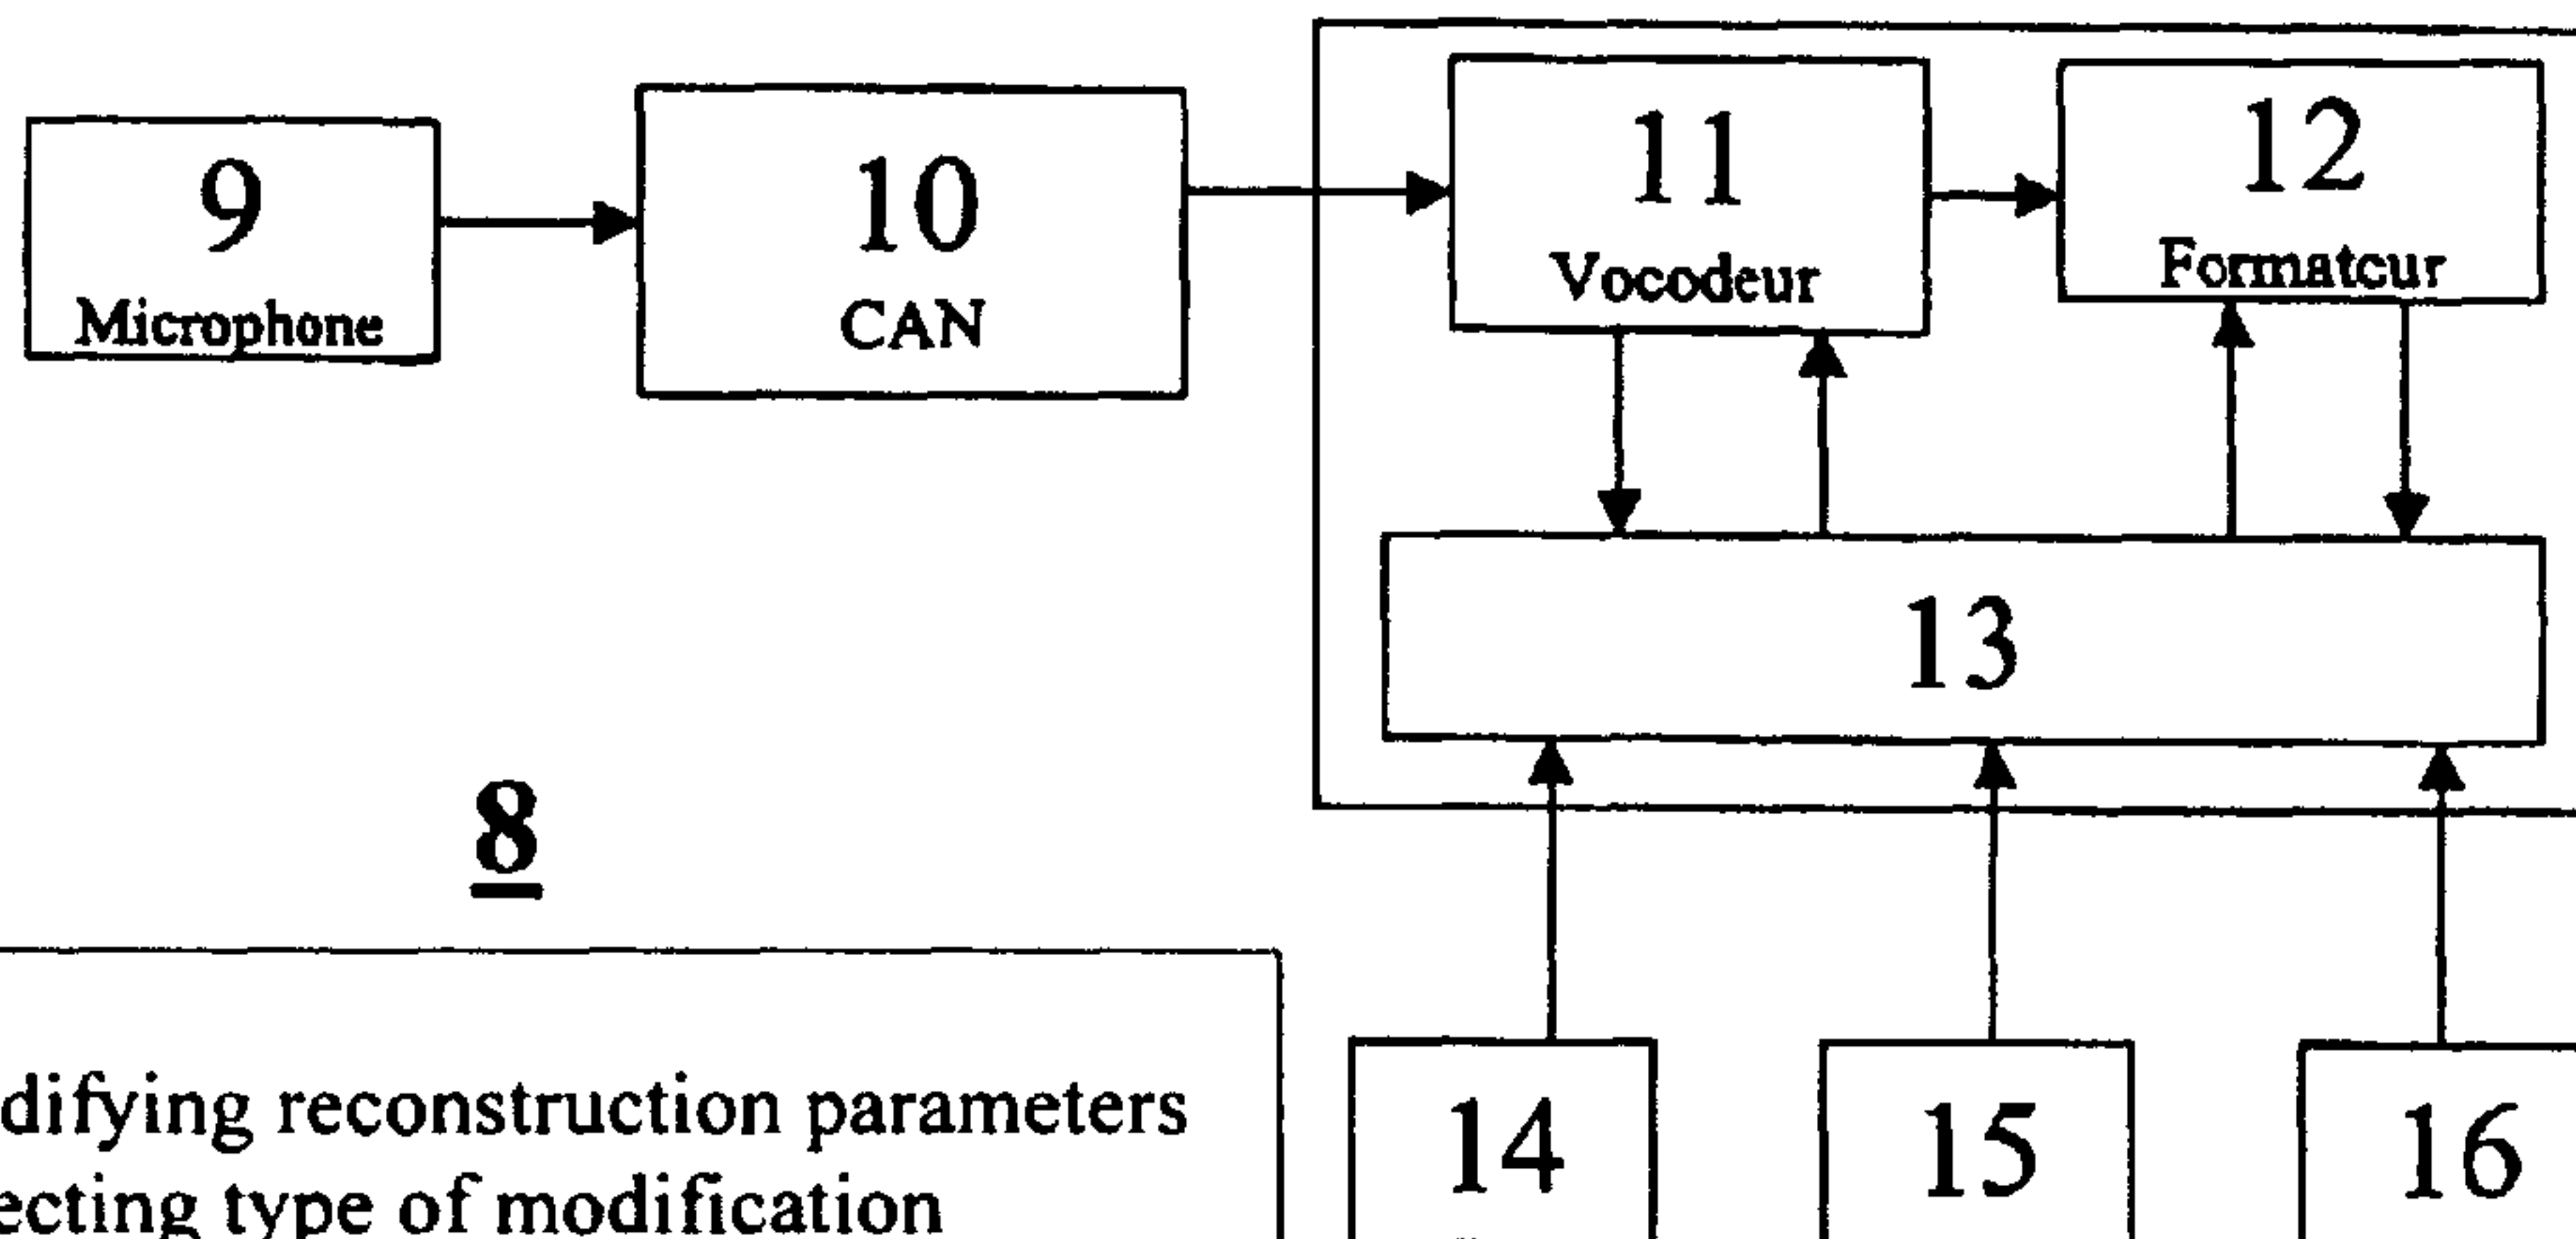 9
Microphone
10
CAN
11
Vocodeur
12
Formateur
13
8
difying reconstruction parameters
ecting type of modification
14
15
16